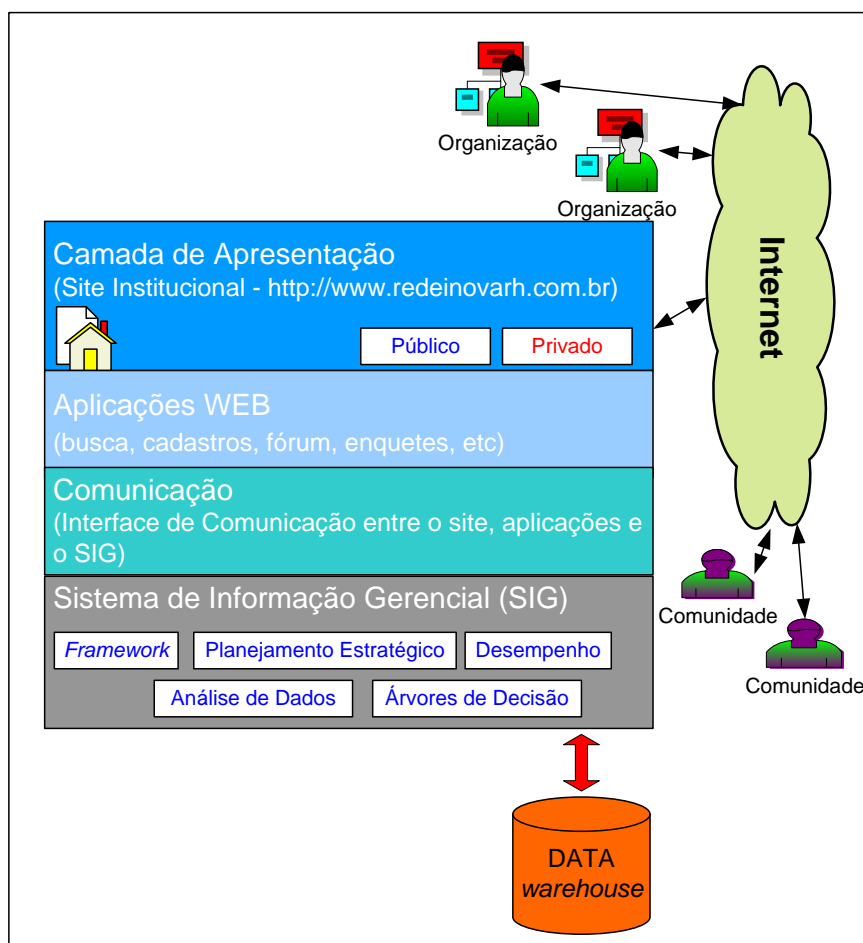 Organização
Organização
Internet
Camada de Apresentação
(Site Institucional - http://www.redeinovarh.com.br)
Público
Privado
Aplicações WEB
(busca, cadastros, fórum, enquetes, etc)
Comunicação
(Interface de Comunicação entre o site, aplicações e
o SIG)
Sistema de Informação Gerencial (SIG)
Framework
Planejamento Estratégico
Desempenho
Análise de Dados
Árvores de Decisão
Comunidade
Comunidade
DATA
warehouse